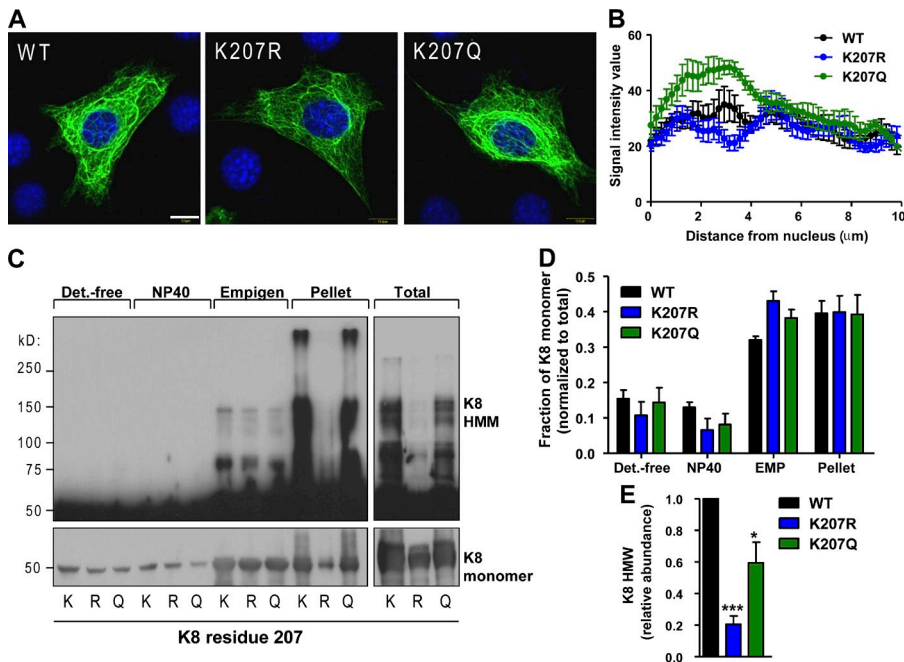 A
WT
K207R
K207Q
B
Signal intensity value
60
40
20
0
0 2 4 6 8 10
Distance from nucleus (μm)
WT
K207R
K207Q
C
Det.-free NP40 Empigen Pellet Total
kD:
250
150
100
75
50
K8
HMM
50
K8
monomer
K R Q K R Q K R Q K R Q K R Q
K8 residue 207
D
Fraction of K8 monomer
(normalized to total)
0.5
0.4
0.3
0.2
0.1
0.0
WT
K207R
K207Q
Det.-free NP40 EMP Pellet
E
K8 HMW
(relative abundance)
1.0
0.8
0.6
0.4
0.2
0.0
***
*
WT
K207R
K207Q